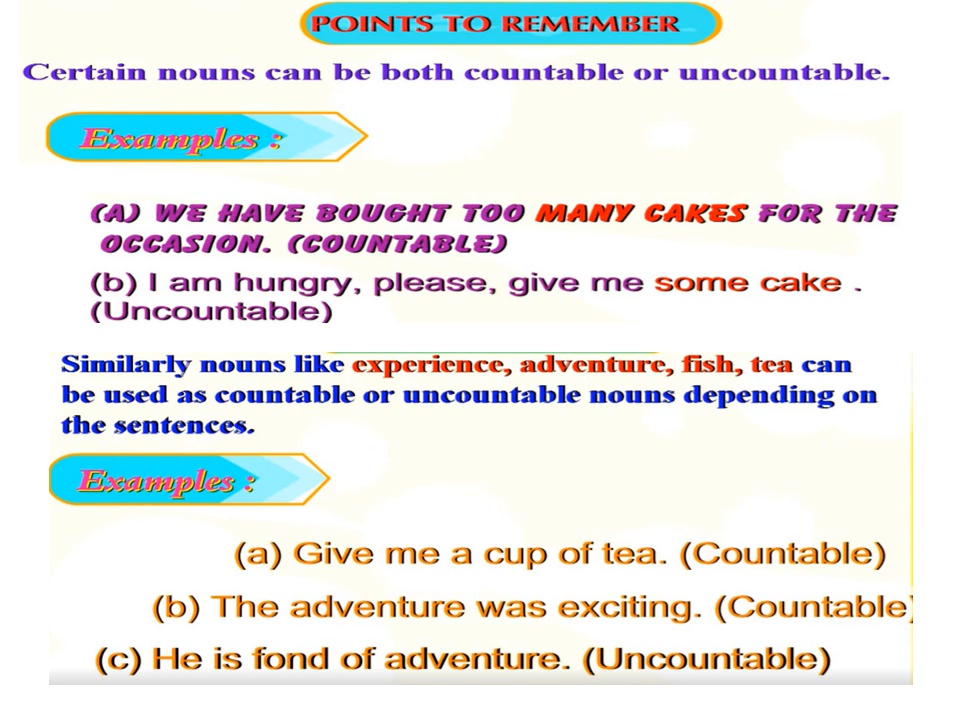 POINTS TO REMEMBER
Certain nouns can be both countable or uncountable.
Examples :
(A) WE HAVE BOUGHT TOO MANY CAKES FOR THE
OCCASION. (COUNTABLE)
(b) I am hungry, please, give me some cake .
(Uncountable)
Similarly nouns like experience, adventure, fish, tea can
be used as countable or uncountable nouns depending on
the sentences.
Examples :
(a) Give me a cup of tea. (Countable)
(b) The adventure was exciting. (Countable)
(c) He is fond of adventure. (Uncountable)